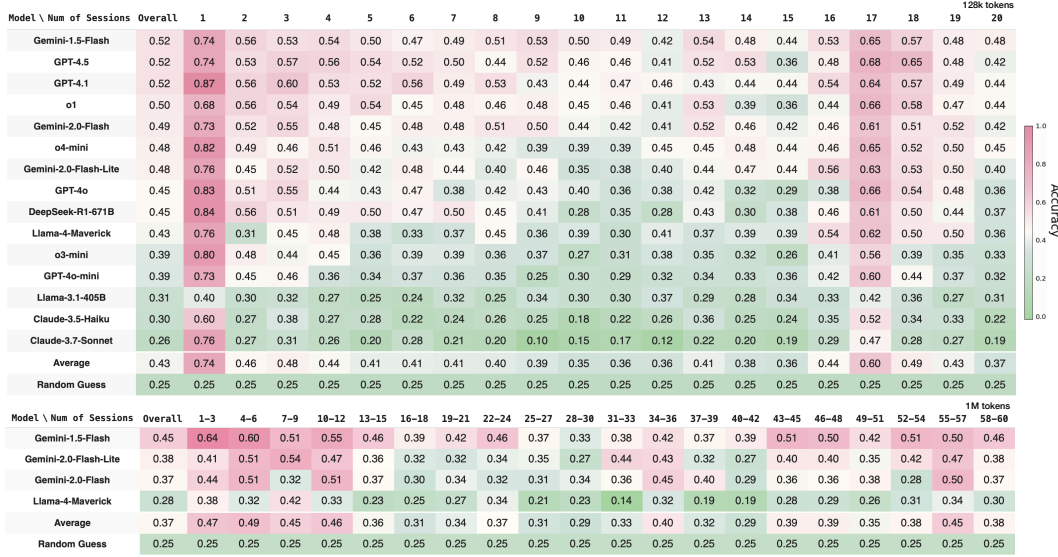 128k tokens
Model \ Num of Sessions Overall 1 2 3 4 5 6 7 8 9 10 11 12 13 14 15 16 17 18 19 20
Gemini-1.5-Flash 0.52 0.74 0.56 0.53 0.54 0.50 0.47 0.49 0.51 0.53 0.50 0.49 0.42 0.54 0.48 0.44 0.53 0.65 0.57 0.48 0.48
GPT-4.5 0.52 0.74 0.53 0.57 0.56 0.54 0.52 0.50 0.44 0.52 0.46 0.46 0.41 0.52 0.53 0.36 0.48 0.68 0.65 0.48 0.42
GPT-4.1 0.52 0.87 0.56 0.60 0.53 0.52 0.56 0.49 0.53 0.43 0.44 0.47 0.46 0.43 0.44 0.44 0.54 0.64 0.57 0.49 0.44
o1 0.50 0.68 0.56 0.54 0.49 0.54 0.45 0.48 0.46 0.48 0.45 0.46 0.41 0.53 0.39 0.36 0.44 0.66 0.58 0.47 0.44
Gemini-2.0-Flash 0.49 0.73 0.52 0.55 0.48 0.45 0.48 0.48 0.51 0.50 0.44 0.42 0.41 0.52 0.46 0.42 0.46 0.61 0.51 0.52 0.42
o4-mini 0.48 0.82 0.49 0.46 0.51 0.46 0.43 0.43 0.42 0.39 0.39 0.39 0.45 0.45 0.48 0.44 0.46 0.65 0.52 0.50 0.45
Gemini-2.0-Flash-Lite 0.48 0.76 0.45 0.52 0.50 0.42 0.48 0.44 0.40 0.46 0.35 0.38 0.40 0.44 0.47 0.44 0.56 0.63 0.53 0.50 0.40
GPT-4o 0.45 0.83 0.51 0.55 0.44 0.43 0.47 0.38 0.42 0.43 0.40 0.36 0.38 0.42 0.32 0.29 0.38 0.66 0.54 0.48 0.36
DeepSeek-R1-671B 0.45 0.84 0.56 0.51 0.49 0.50 0.47 0.50 0.45 0.41 0.28 0.35 0.28 0.43 0.30 0.38 0.46 0.61 0.50 0.44 0.37
Llama-4-Maverick 0.43 0.76 0.31 0.45 0.48 0.38 0.33 0.37 0.45 0.36 0.39 0.30 0.41 0.37 0.39 0.39 0.54 0.62 0.50 0.50 0.36
o3-mini 0.39 0.80 0.48 0.44 0.45 0.36 0.39 0.39 0.36 0.37 0.27 0.31 0.38 0.35 0.32 0.26 0.41 0.56 0.39 0.35 0.33
GPT-4o-mini 0.39 0.73 0.45 0.46 0.36 0.34 0.37 0.36 0.35 0.25 0.30 0.29 0.32 0.34 0.33 0.36 0.42 0.60 0.44 0.37 0.32
Llama-3.1-405B 0.31 0.40 0.30 0.32 0.27 0.25 0.24 0.32 0.25 0.34 0.30 0.30 0.37 0.29 0.28 0.34 0.33 0.42 0.36 0.27 0.31
Claude-3.5-Haiku 0.30 0.60 0.27 0.38 0.27 0.28 0.22 0.24 0.26 0.25 0.18 0.22 0.26 0.36 0.25 0.24 0.35 0.52 0.34 0.33 0.22
Claude-3.7-Sonnet 0.26 0.76 0.27 0.31 0.26 0.20 0.28 0.21 0.20 0.10 0.15 0.17 0.12 0.22 0.20 0.19 0.29 0.47 0.28 0.27 0.19
Average 0.43 0.74 0.46 0.48 0.44 0.41 0.41 0.41 0.40 0.39 0.35 0.36 0.36 0.41 0.38 0.36 0.44 0.60 0.49 0.43 0.37
Random Guess 0.25 0.25 0.25 0.25 0.25 0.25 0.25 0.25 0.25 0.25 0.25 0.25 0.25 0.25 0.25 0.25 0.25 0.25 0.25 0.25 0.25
1.0
0.8
0.6
0.4
0.2
0.0
Accuracy
1M tokens
Model \ Num of Sessions Overall 1–3 4–6 7–9 10–12 13–15 16–18 19–21 22–24 25–27 28–30 31–33 34–36 37–39 40–42 43–45 46–48 49–51 52–54 55–57 58–60
Gemini-1.5-Flash 0.45 0.64 0.60 0.51 0.55 0.46 0.39 0.42 0.46 0.37 0.33 0.38 0.42 0.37 0.39 0.51 0.50 0.42 0.51 0.50 0.46
Gemini-2.0-Flash-Lite 0.38 0.41 0.51 0.54 0.47 0.36 0.32 0.32 0.34 0.35 0.27 0.44 0.43 0.32 0.27 0.40 0.40 0.35 0.42 0.47 0.38
Gemini-2.0-Flash 0.37 0.44 0.51 0.32 0.51 0.37 0.30 0.34 0.32 0.31 0.34 0.36 0.45 0.40 0.29 0.36 0.36 0.38 0.28 0.50 0.37
Llama-4-Maverick 0.28 0.38 0.32 0.42 0.33 0.23 0.25 0.27 0.34 0.21 0.23 0.14 0.32 0.19 0.19 0.28 0.29 0.26 0.31 0.34 0.30
Average 0.37 0.47 0.49 0.45 0.46 0.36 0.31 0.34 0.37 0.31 0.29 0.33 0.40 0.32 0.29 0.39 0.39 0.35 0.38 0.45 0.38
Random Guess 0.25 0.25 0.25 0.25 0.25 0.25 0.25 0.25 0.25 0.25 0.25 0.25 0.25 0.25 0.25 0.25 0.25 0.25 0.25 0.25 0.25